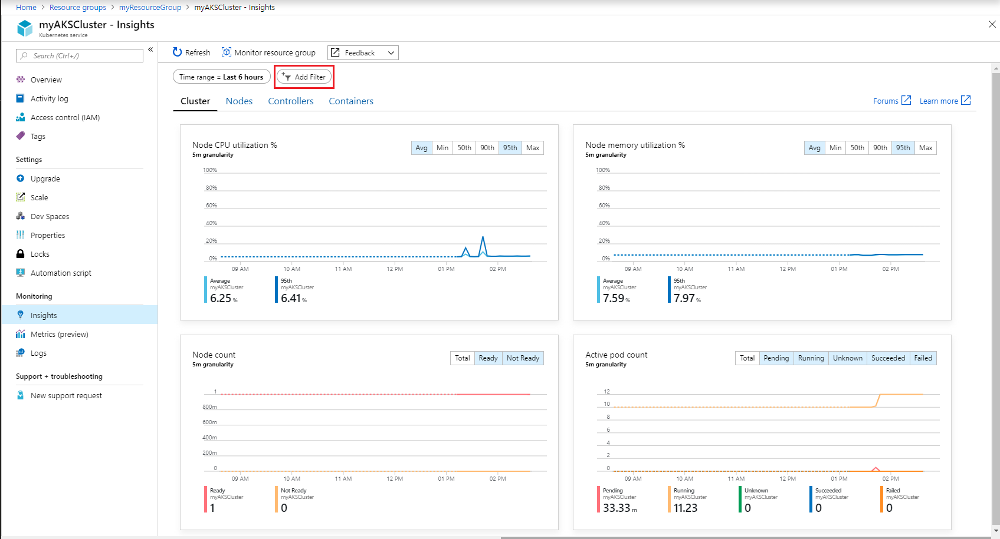 Home > Resource groups > myResourceGroup > myAKSCluster - Insights
myAKSCluster - Insights
Kubernetes service
Search (Ctrl+/)
«
Overview
Activity log
Access control (IAM)
Tags
Settings
Upgrade
Scale
Dev Spaces
Properties
Locks
Automation script
Monitoring
Insights
Metrics (preview)
Logs
Support + troubleshooting
New support request
Refresh Monitor resource group Feedback
Time range = Last 6 hours Add Filter
Cluster Nodes Controllers Containers Forums Learn more
Node CPU utilization %
5m granularity
Avg Min 50th 90th 95th Max
100%
80%
60%
40%
20%
0%
09 AM 10 AM 11 AM 12 PM 01 PM 02 PM
Average 95th
myAKSCluster myAKSCluster
6.25 % 6.41 %
Node memory utilization %
5m granularity
Avg Min 50th 90th 95th Max
100%
80%
60%
40%
20%
0%
09 AM 10 AM 11 AM 12 PM 01 PM 02 PM
Average 95th
myAKSCluster myAKSCluster
7.59 % 7.97 %
Node count
5m granularity
Total Ready Not Ready
1
800m
600m
400m
200m
0
09 AM 10 AM 11 AM 12 PM 01 PM 02 PM
Ready Not Ready
myAKSCluster myAKSCluster
1 0
Active pod count
5m granularity
Total Pending Running Unknown Succeeded Failed
12
10
8
6
4
2
0
09 AM 10 AM 11 AM 12 PM 01 PM 02 PM
Pending Running Unknown Succeeded Failed
myAKSCluster myAKSCluster myAKSCluster myAKSCluster myAKSCluster
33.33 m 11.23 0 0 0